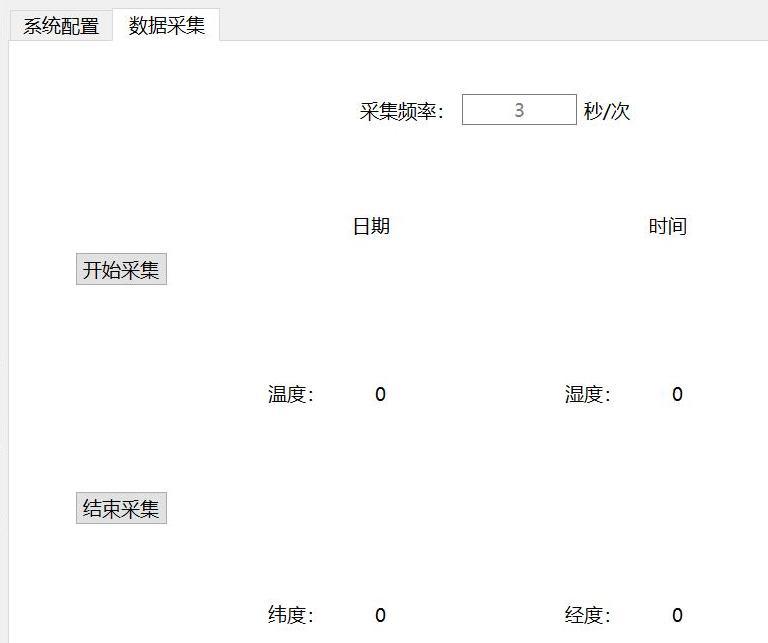 系统配置 数据采集
采集频率： 3 秒/次
日期 时间
开始采集
温度： 0 湿度： 0
结束采集
纬度： 0 经度： 0